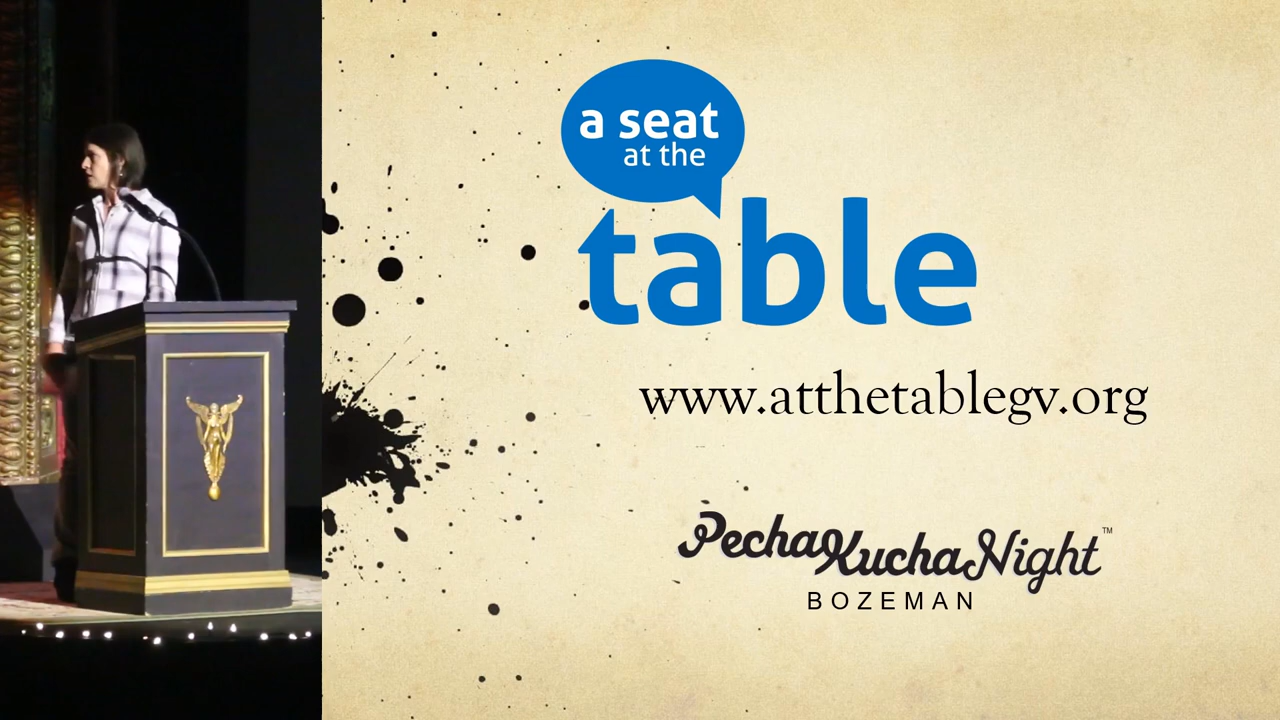 a seat
at the
table
www.atthetablegv.org
PechaKuchaNight™
BOZEMAN